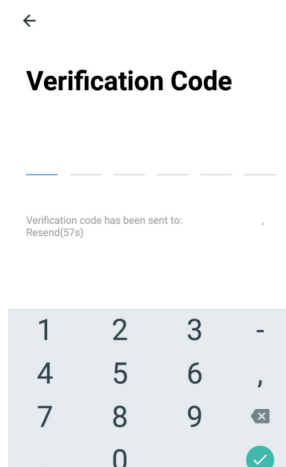 Verification Code
Verification code has been sent to: ,
Resend(57s)
1 2 3 -
4 5 6 ,
7 8 9
0